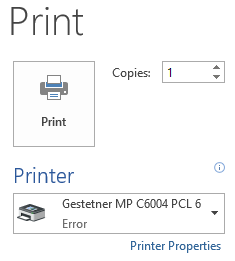 Print
Print
Copies: 1
Printer
Gestetner MP C6004 PCL 6
Error
Printer Properties